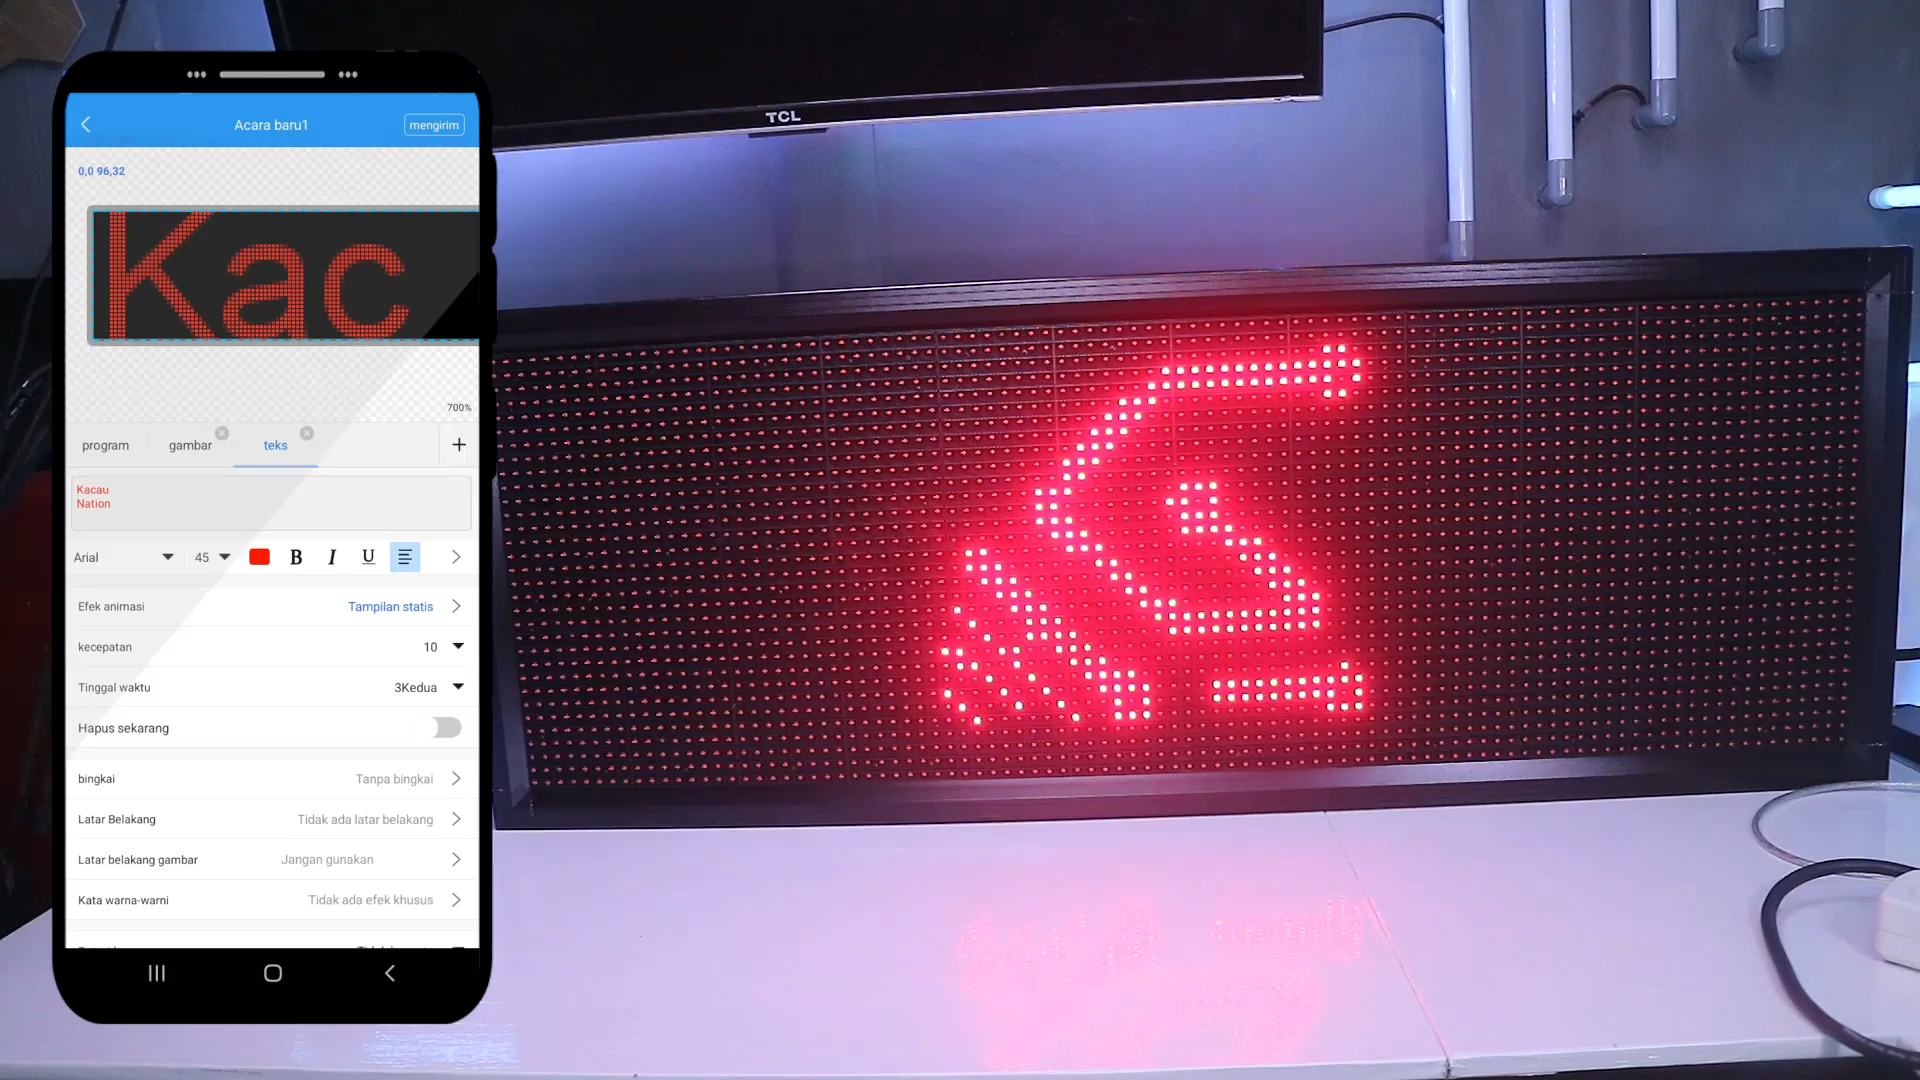 TCL
Acara baru1
mengirim
0,0 96,32
Kac
700%
program gambar teks
Kacau
Nation
Arial 45 B I U
Efek animasi Tampilan statis
kecepatan 10
Tinggal waktu 3Kedua
Hapus sekarang
bingkai Tanpa bingkai
Latar Belakang Tidak ada latar belakang
Latar belakang gambar Jangan gunakan
Kata warna-warni Tidak ada efek khusus